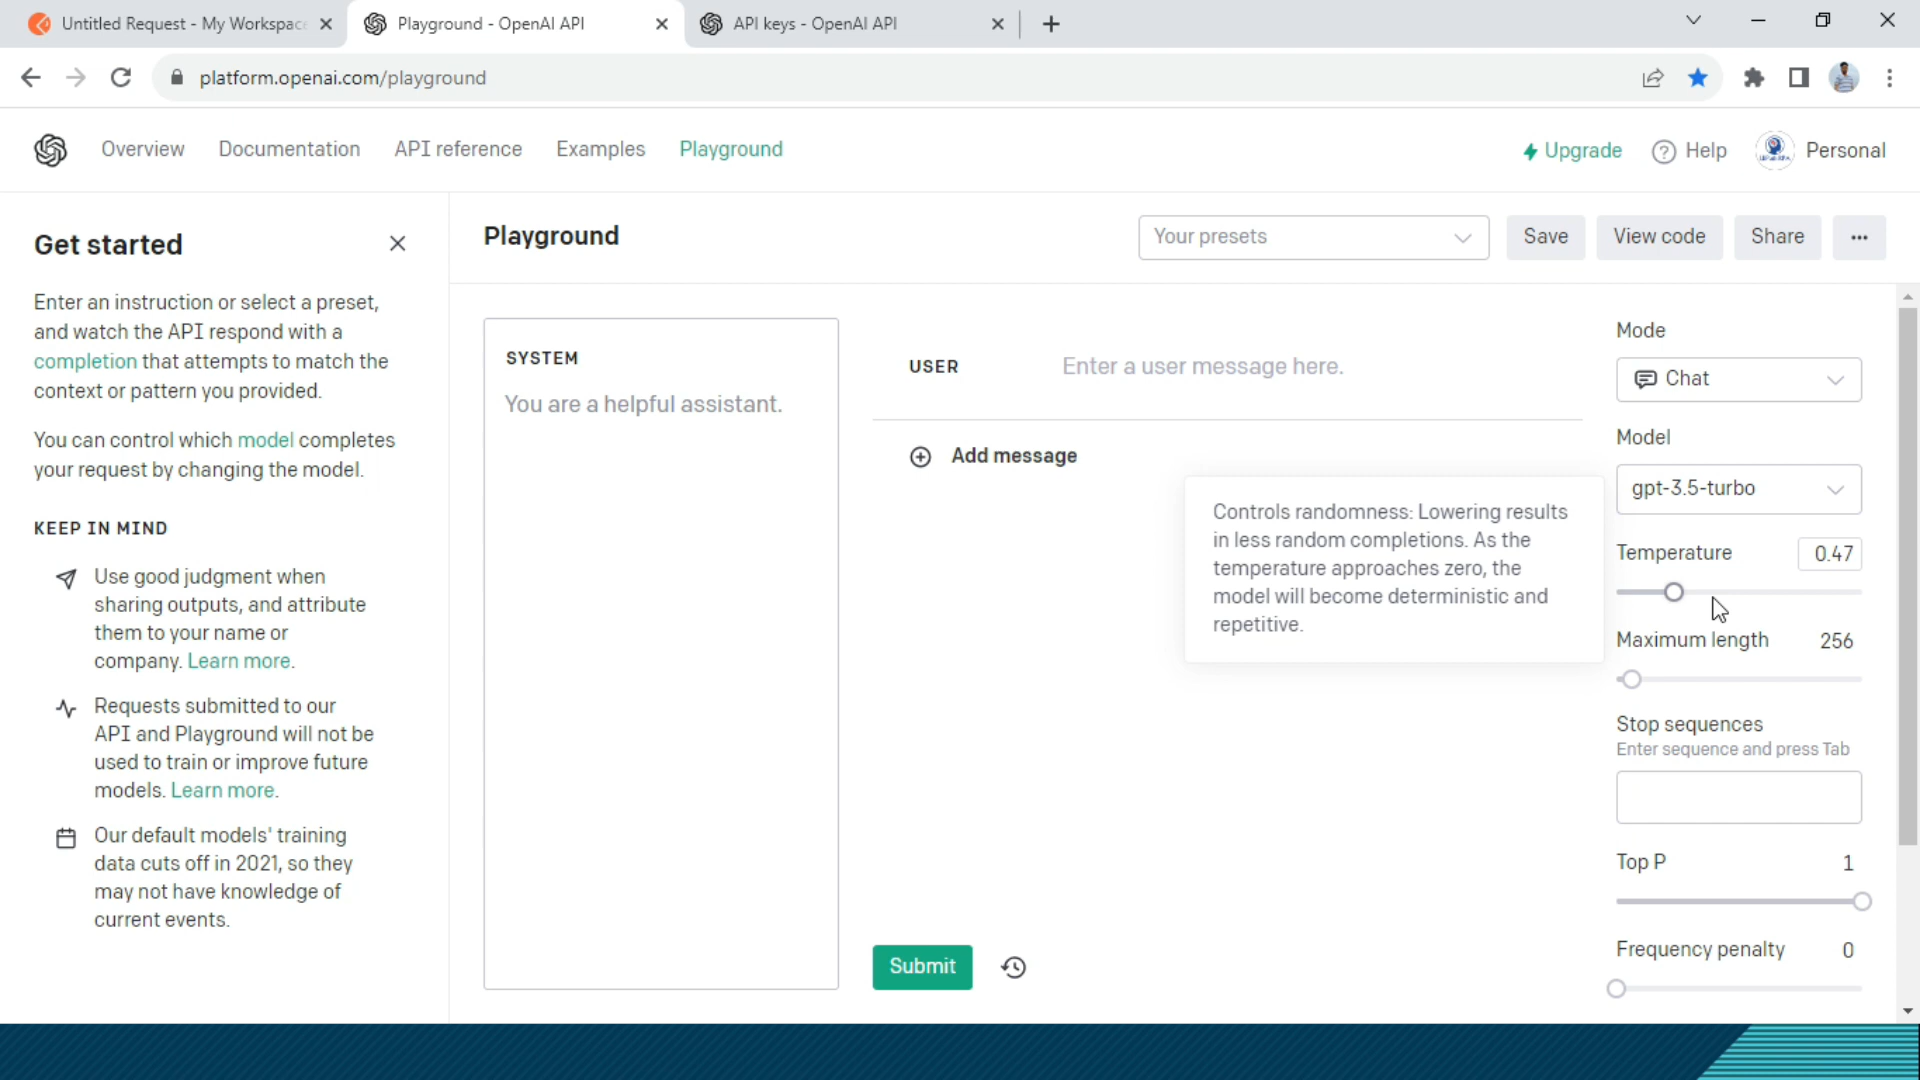 Untitled Request - My Workspace
Playground - OpenAI API
API keys - OpenAI API
platform.openai.com/playground
Overview
Documentation
API reference
Examples
Playground
Upgrade
Help
Personal
Get started
Enter an instruction or select a preset,
and watch the API respond with a
completion that attempts to match the
context or pattern you provided.
You can control which model completes
your request by changing the model.
KEEP IN MIND
Use good judgment when
sharing outputs, and attribute
them to your name or
company. Learn more.
Requests submitted to our
API and Playground will not be
used to train or improve future
models. Learn more.
Our default models' training
data cuts off in 2021, so they
may not have knowledge of
current events.
Playground
Your presets
Save
View code
Share
...
SYSTEM
You are a helpful assistant.
USER
Enter a user message here.
Add message
Controls randomness: Lowering results
in less random completions. As the
temperature approaches zero, the
model will become deterministic and
repetitive.
Submit
Mode
Chat
Model
gpt-3.5-turbo
Temperature 0.47
Maximum length 256
Stop sequences
Enter sequence and press Tab
Top P 1
Frequency penalty 0